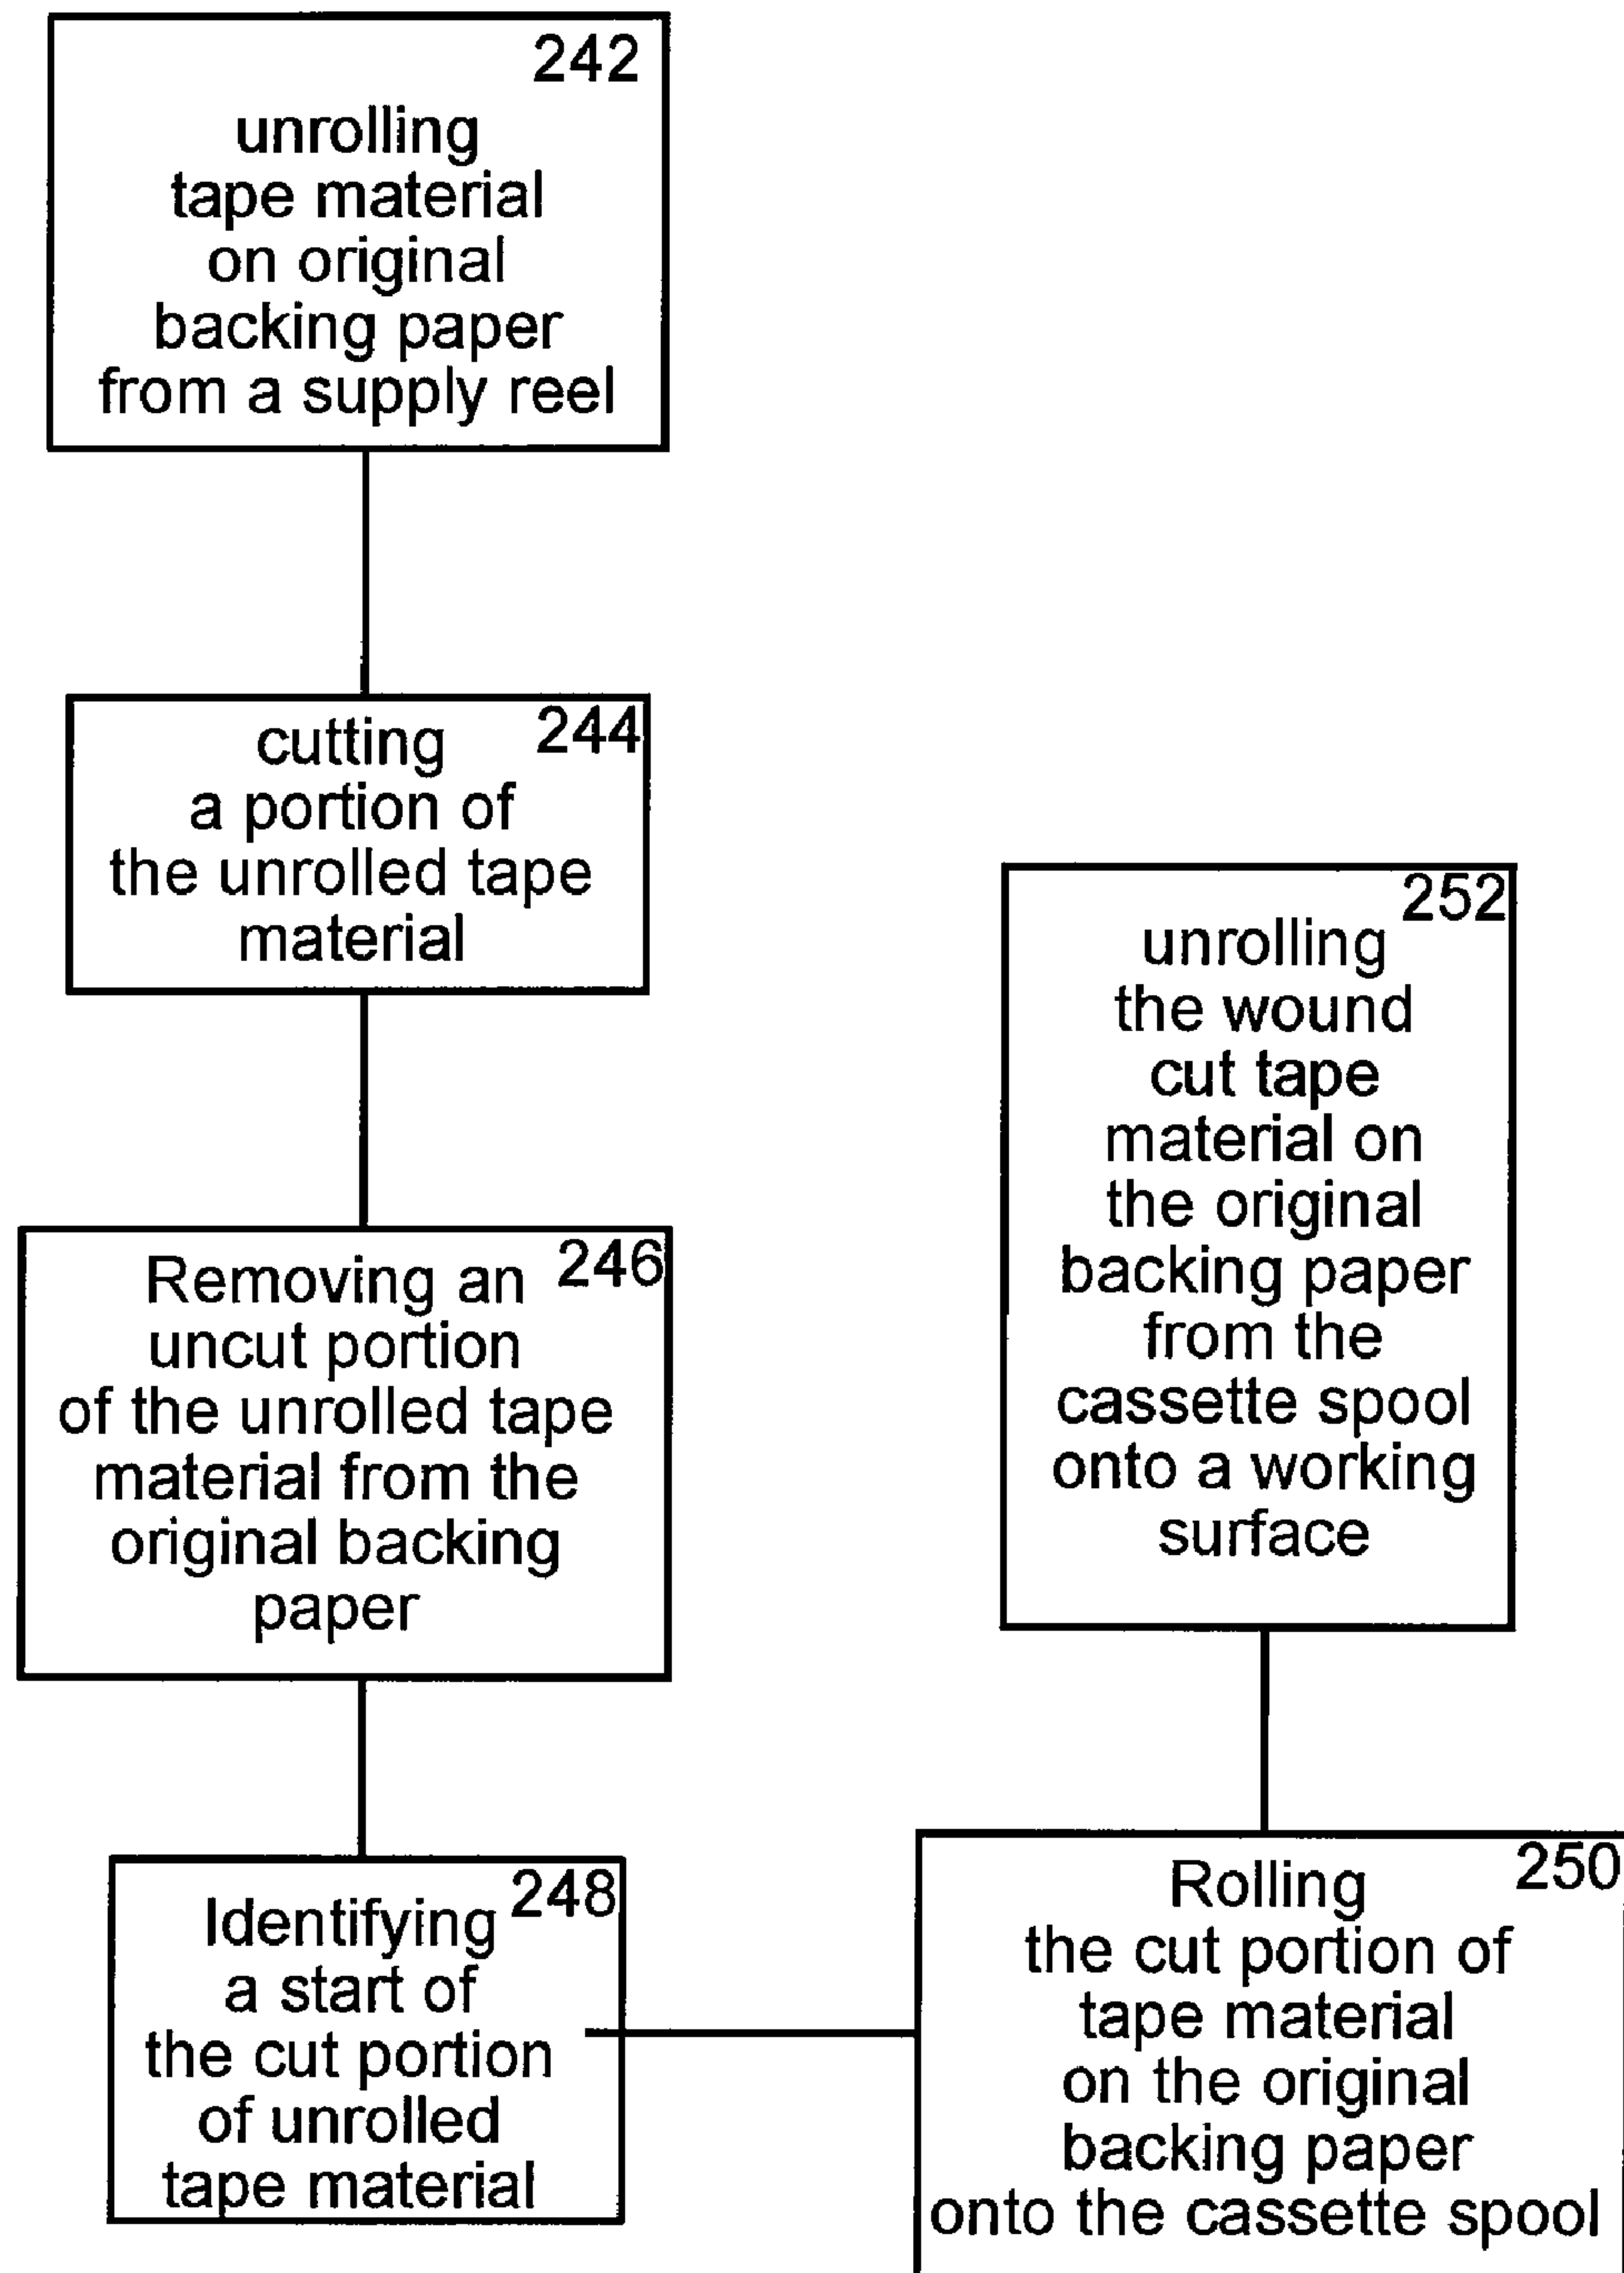 242
unrolling
tape material
on original
backing paper
from a supply reel
244
cutting
a portion of
the unrolled tape
material
246
Removing an
uncut portion
of the unrolled tape
material from the
original backing
paper
248
Identifying
a start of
the cut portion
of unrolled
tape material
250
Rolling
the cut portion of
tape material
on the original
backing paper
onto the cassette spool
252
unrolling
the wound
cut tape
material on
the original
backing paper
from the
cassette spool
onto a working
surface